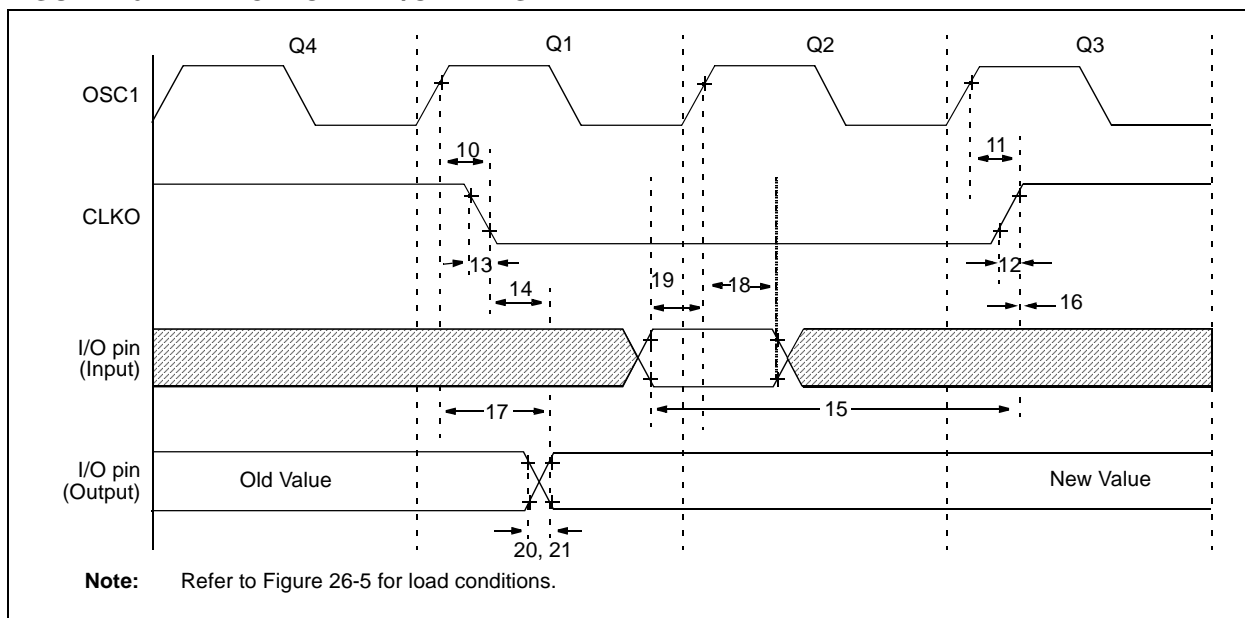 Q4 Q1 Q2 Q3
OSC1
10 11
CLKO
13 12
19 18
14 16
I/O pin
(Input)
17 15
I/O pin
(Output)
Old Value New Value
20, 21
Note: Refer to Figure 26-5 for load conditions.